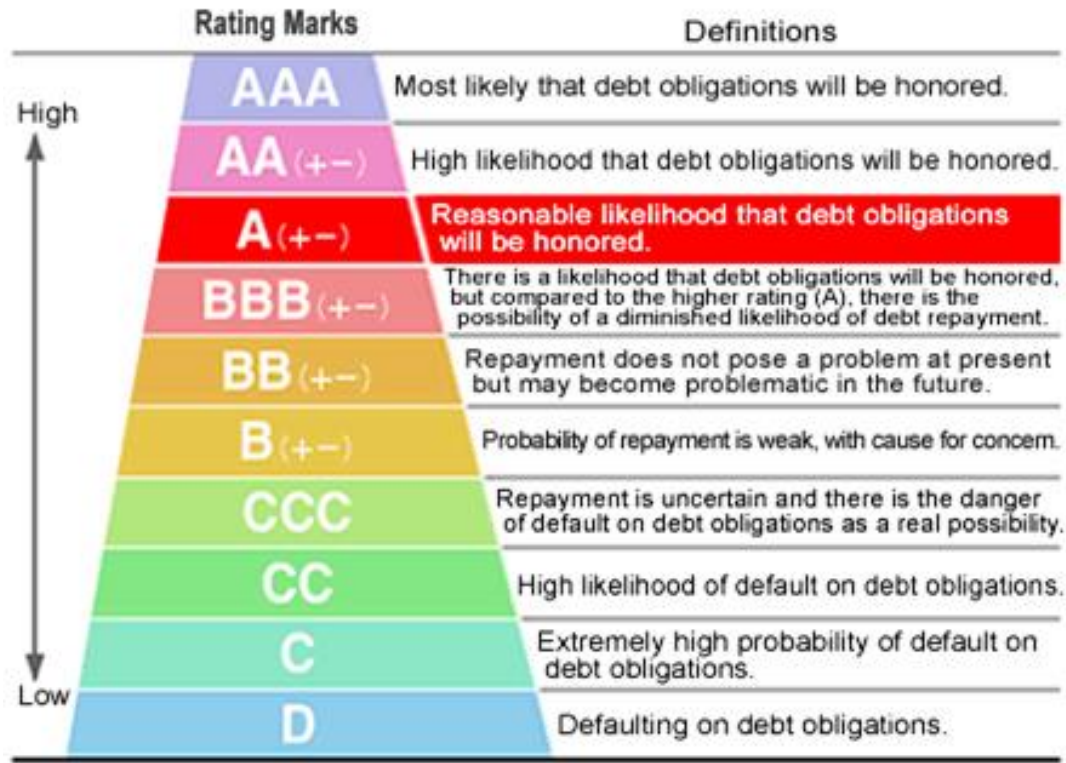 Rating Marks
Definitions
High
AAA
Most likely that debt obligations will be honored.
AA (+−)
High likelihood that debt obligations will be honored.
A (+−)
Reasonable likelihood that debt obligations
will be honored.
BBB (+−)
There is a likelihood that debt obligations will be honored,
but compared to the higher rating (A), there is the
possibility of a diminished likelihood of debt repayment.
BB (+−)
Repayment does not pose a problem at present
but may become problematic in the future.
B (+−)
Probability of repayment is weak, with cause for concern.
CCC
Repayment is uncertain and there is the danger
of default on debt obligations as a real possibility.
CC
High likelihood of default on debt obligations.
C
Extremely high probability of default on
debt obligations.
Low
D
Defaulting on debt obligations.